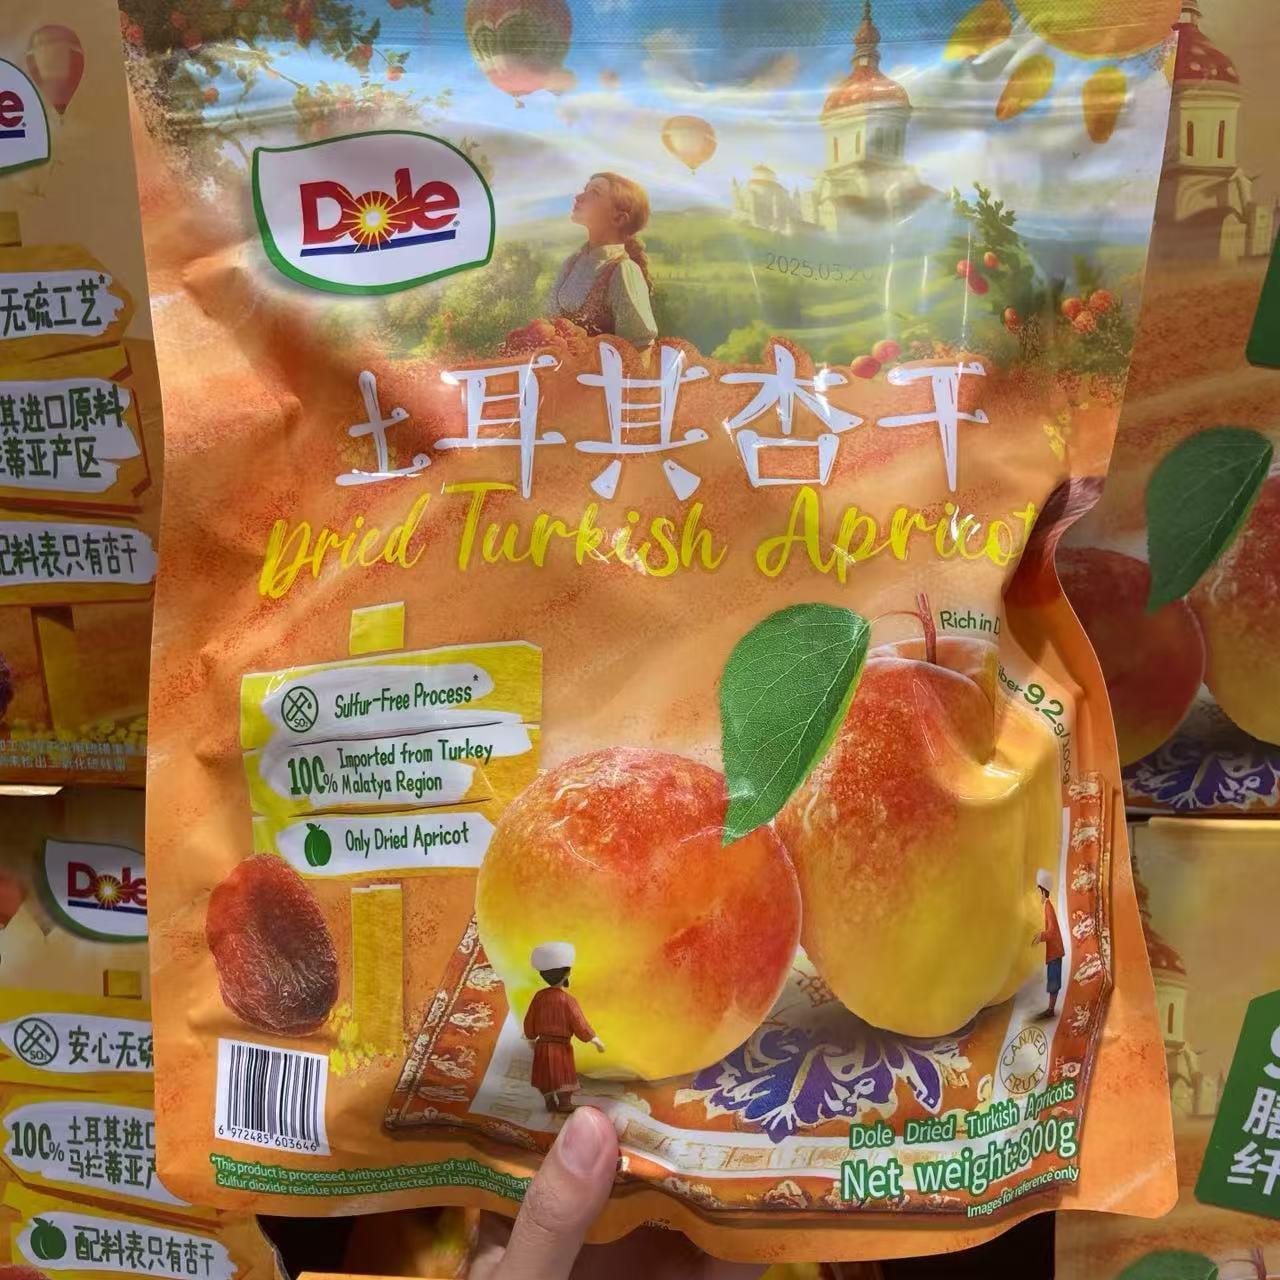 Dole
2025.03.20
土耳其杏干
Dried Turkish Apricot
Rich in D
iber 9.2g/100g
SO₂ Sulfur-Free Process*
100% Imported from Turkey
Malatya Region
Only Dried Apricot
CANNED FRUIT
6 972485 603646
Dole Dried Turkish Apricots
Net weight:800g
Images for reference only
*This product is processed without the use of sulfur fumigat
Sulfur dioxide residue was not detected in laboratory ana
e
无硫工艺*
其进口原料
蒂亚产区
配料表只有杏干
Dole
SO₂ 安心无硫
100% 土耳其进口
马拉蒂亚产
配料表只有杏干
膳
纤